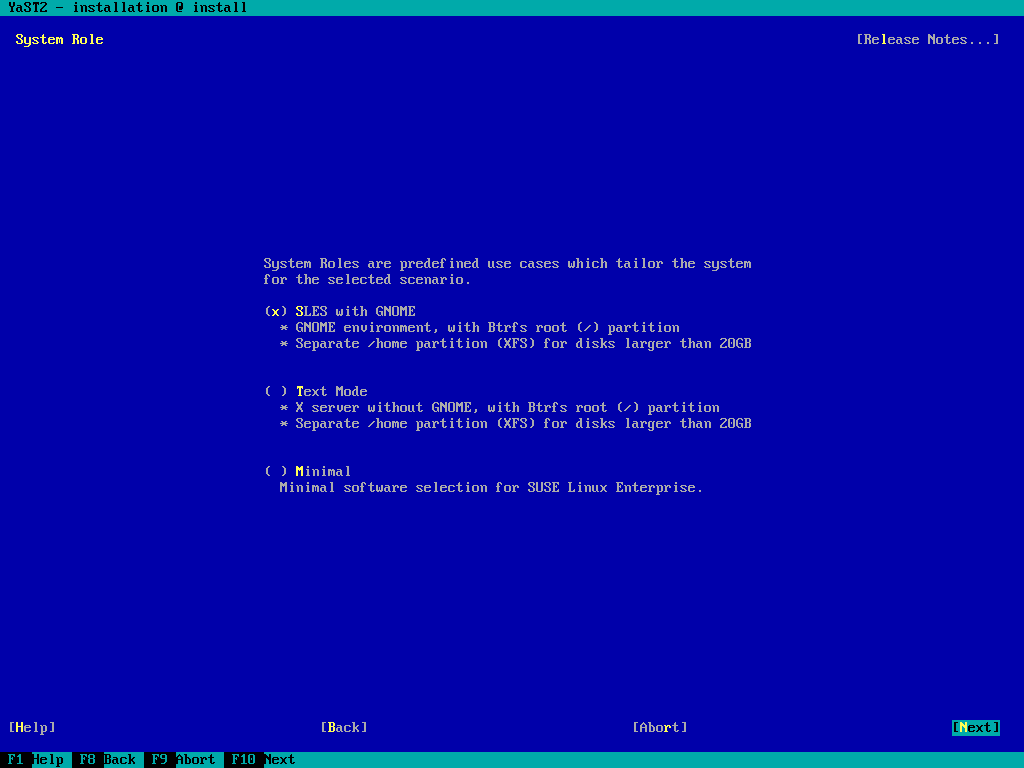 YaST2 - installation @ install
System Role [Release Notes...]
System Roles are predefined use cases which tailor the system
for the selected scenario.
(x) SLES with GNOME
* GNOME environment, with Btrfs root (/) partition
* Separate /home partition (XFS) for disks larger than 20GB
( ) Text Mode
* X server without GNOME, with Btrfs root (/) partition
* Separate /home partition (XFS) for disks larger than 20GB
( ) Minimal
Minimal software selection for SUSE Linux Enterprise.
[Help] [Back] [Abort] [Next]
F1 Help F8 Back F9 Abort F10 Next